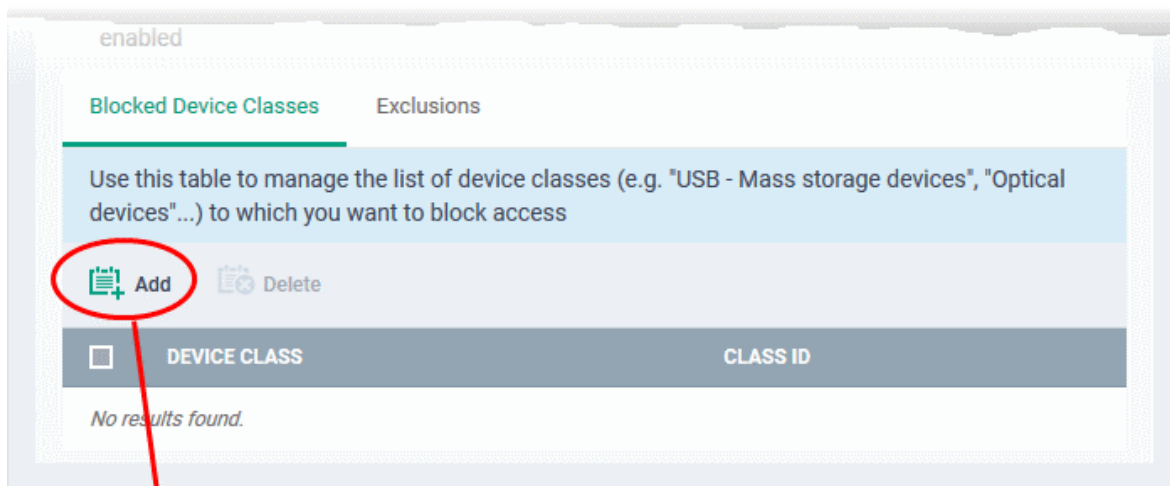 enabled
Blocked Device Classes Exclusions
Use this table to manage the list of device classes (e.g. "USB - Mass storage devices", "Optical
devices"...) to which you want to block access
Add Delete
DEVICE CLASS CLASS ID
No results found.